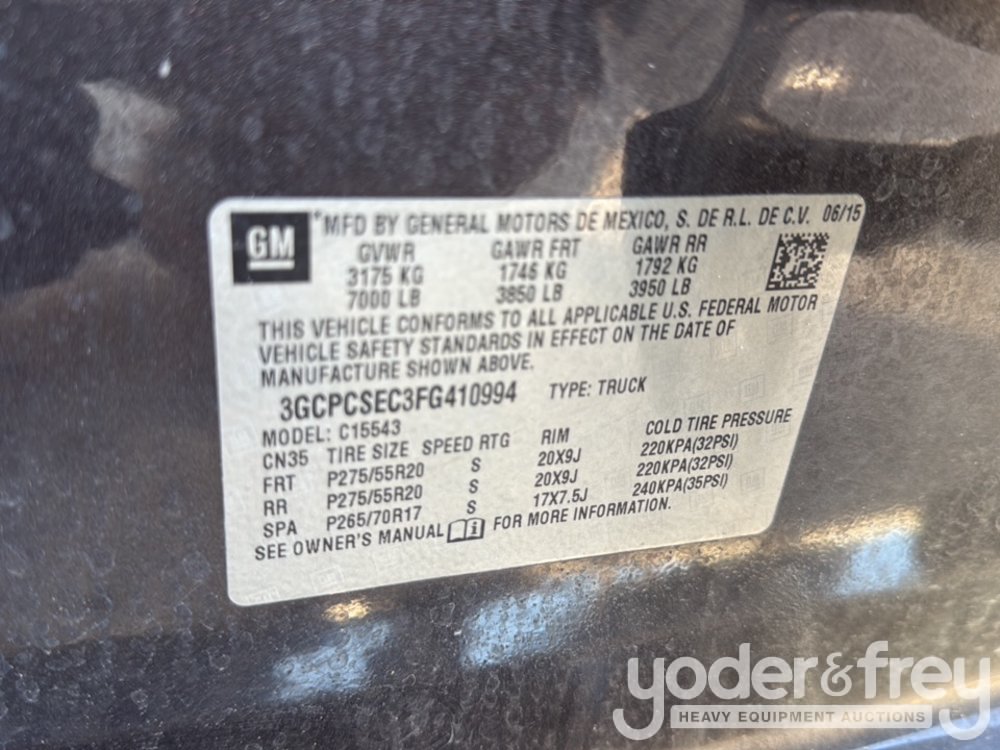 GM
*MFD BY GENERAL MOTORS DE MEXICO, S. DE R.L. DE C.V. 06/15
GVWR GAWR FRT GAWR RR
3175 KG 1746 KG 1792 KG
7000 LB 3850 LB 3950 LB
THIS VEHICLE CONFORMS TO ALL APPLICABLE U.S. FEDERAL MOTOR
VEHICLE SAFETY STANDARDS IN EFFECT ON THE DATE OF
MANUFACTURE SHOWN ABOVE.
3GCPCSEC3FG410994 TYPE: TRUCK
MODEL: C15543
CN35 TIRE SIZE SPEED RTG RIM COLD TIRE PRESSURE
FRT P275/55R20 S 20X9J 220KPA(32PSI)
RR P275/55R20 S 20X9J 220KPA(32PSI)
SPA P265/70R17 S 17X7.5J 240KPA(35PSI)
SEE OWNER'S MANUAL FOR MORE INFORMATION.
yoder&frey
HEAVY EQUIPMENT AUCTIONS